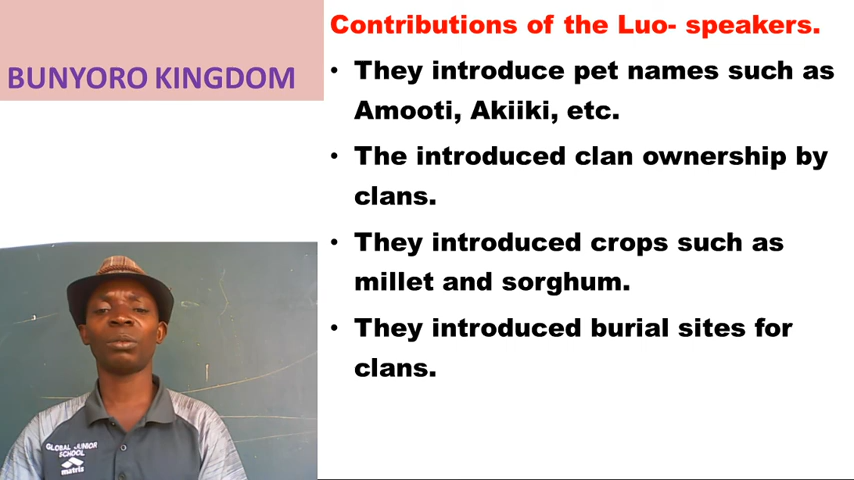 Contributions of the Luo- speakers.
BUNYORO KINGDOM
• They introduce pet names such as
Amooti, Akiiki, etc.
• The introduced clan ownership by
clans.
• They introduced crops such as
millet and sorghum.
• They introduced burial sites for
clans.
GLOBAL JUNIOR
SCHOOL
matrix